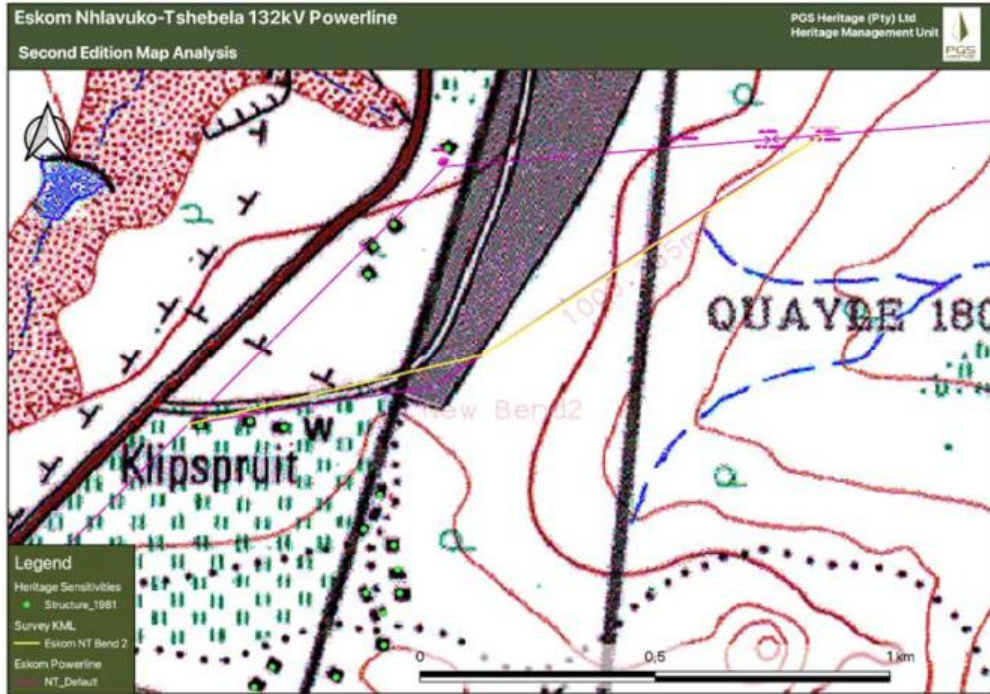 Eskom Nhlavuko-Tshebela 132kV Powerline
Second Edition Map Analysis
PGS Heritage (Pty) Ltd
Heritage Management Unit
PGS
QUAYLE 180
New Bend2
W
Klipspruit
Legend
Heritage Sensitivities
Structure_1981
Survey KML
Eskom NT Bend 2
Eskom Powerline
NT_Default
0
0,5
1 km